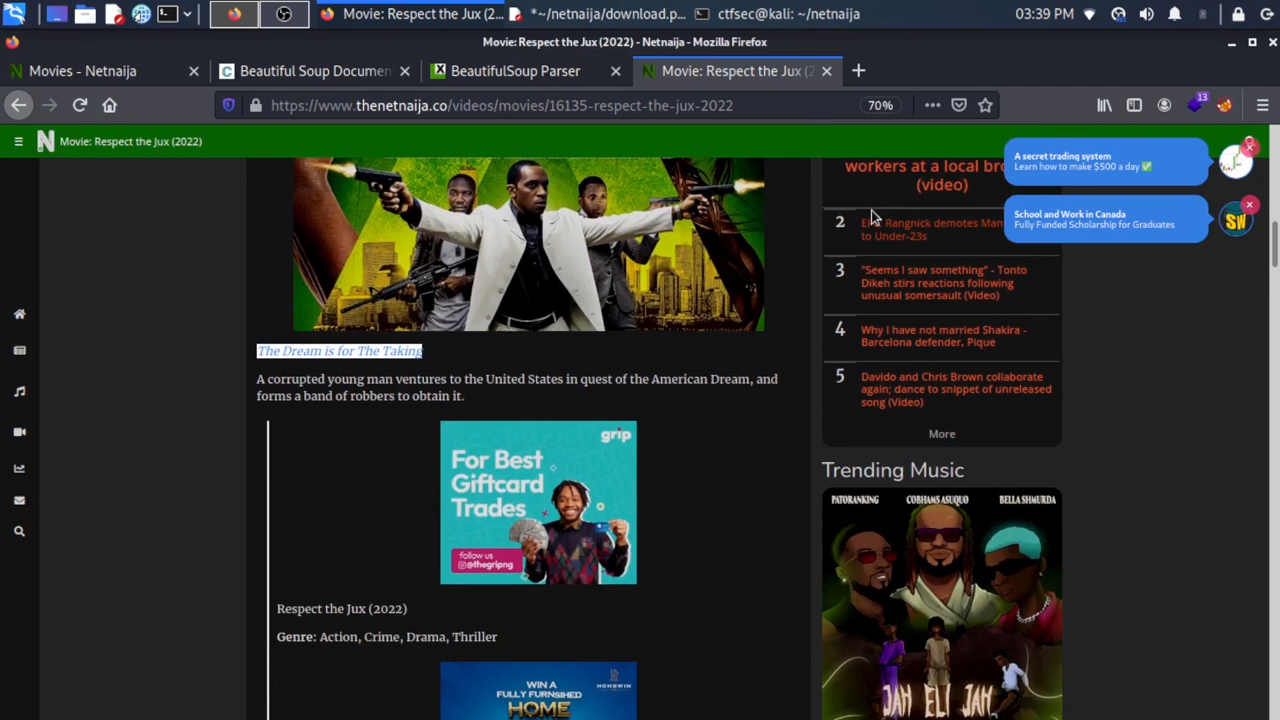 Movie: Respect the Jux (2022) - N...
*~/netnaija/download.p...
ctfsec@kali: ~/netnaija
03:39 PM
Movie: Respect the Jux (2022) - Netnaija - Mozilla Firefox
Movies - Netnaija
Beautiful Soup Documen
BeautifulSoup Parser
Movie: Respect the Jux (2
https://www.thenetnaija.co/videos/movies/16135-respect-the-jux-2022
70%
13
Movie: Respect the Jux (2022)
A secret trading system
Learn how to make $500 a day ✅
School and Work in Canada
Fully Funded Scholarship for Graduates
SW
workers at a local bro
(video)
2
Rangnick demotes Man
to Under-23s
3
"Seems I saw something" - Tonto
Dikeh stirs reactions following
unusual somersault (Video)
4
Why I have not married Shakira -
Barcelona defender, Pique
5
Davido and Chris Brown collaborate
again; dance to snippet of unreleased
song (Video)
More
The Dream is for The Taking
A corrupted young man ventures to the United States in quest of the American Dream, and
forms a band of robbers to obtain it.
grip
For Best
Giftcard
Trades
follow us
@thegripng
Respect the Jux (2022)
Genre: Action, Crime, Drama, Thriller
WIN A
FULLY FURNISHED
HOME
HOMDWIN
Trending Music
PATORANKING
COBHAMS ASUQUO
BELLA SHMURDA
JAH ELI JAH